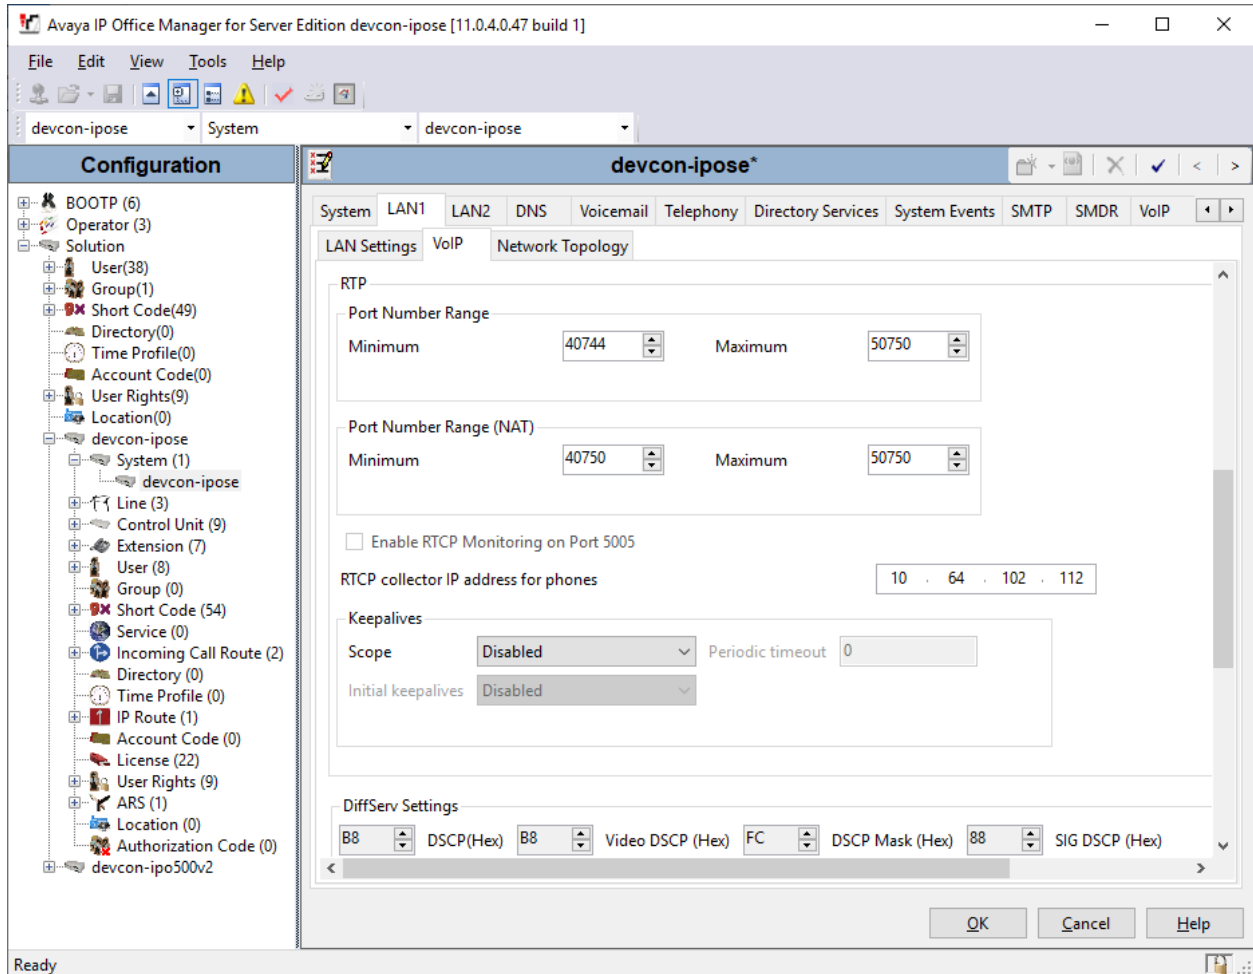 Avaya IP Office Manager for Server Edition devcon-ipose [11.0.4.0.47 build 1]
File Edit View Tools Help
devcon-ipose System devcon-ipose
Configuration
BOOTP (6)
Operator (3)
Solution
User(38)
Group(1)
Short Code(49)
Directory(0)
Time Profile(0)
Account Code(0)
User Rights(9)
Location(0)
devcon-ipose
System (1)
devcon-ipose
Line (3)
Control Unit (9)
Extension (7)
User (8)
Group (0)
Short Code (54)
Service (0)
Incoming Call Route (2)
Directory (0)
Time Profile (0)
IP Route (1)
Account Code (0)
License (22)
User Rights (9)
ARS (1)
Location (0)
Authorization Code (0)
devcon-ipo500v2
devcon-ipose*
System LAN1 LAN2 DNS Voicemail Telephony Directory Services System Events SMTP SMDR VoIP
LAN Settings VoIP Network Topology
RTP
Port Number Range
Minimum 40744 Maximum 50750
Port Number Range (NAT)
Minimum 40750 Maximum 50750
Enable RTCP Monitoring on Port 5005
RTCP collector IP address for phones 10 . 64 . 102 . 112
Keepalives
Scope Disabled Periodic timeout 0
Initial keepalives Disabled
DiffServ Settings
B8 DSCP(Hex) B8 Video DSCP (Hex) FC DSCP Mask (Hex) 88 SIG DSCP (Hex)
OK Cancel Help
Ready